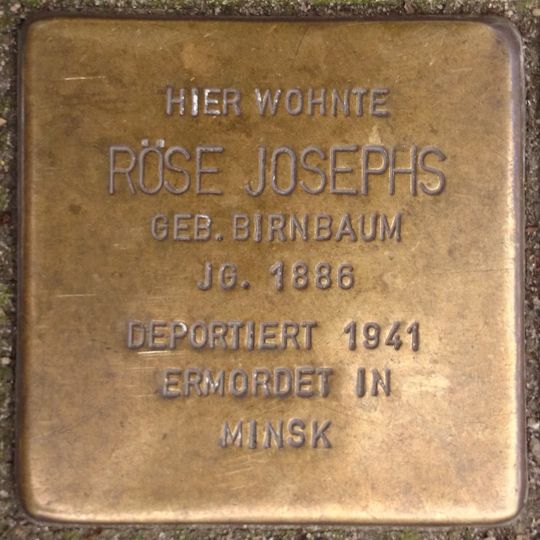 HIER WOHNTE
RÖSE JOSEPHS
GEB. BIRNBAUM
JG. 1886
DEPORTIERT 1941
ERMORDET IN
MINSK